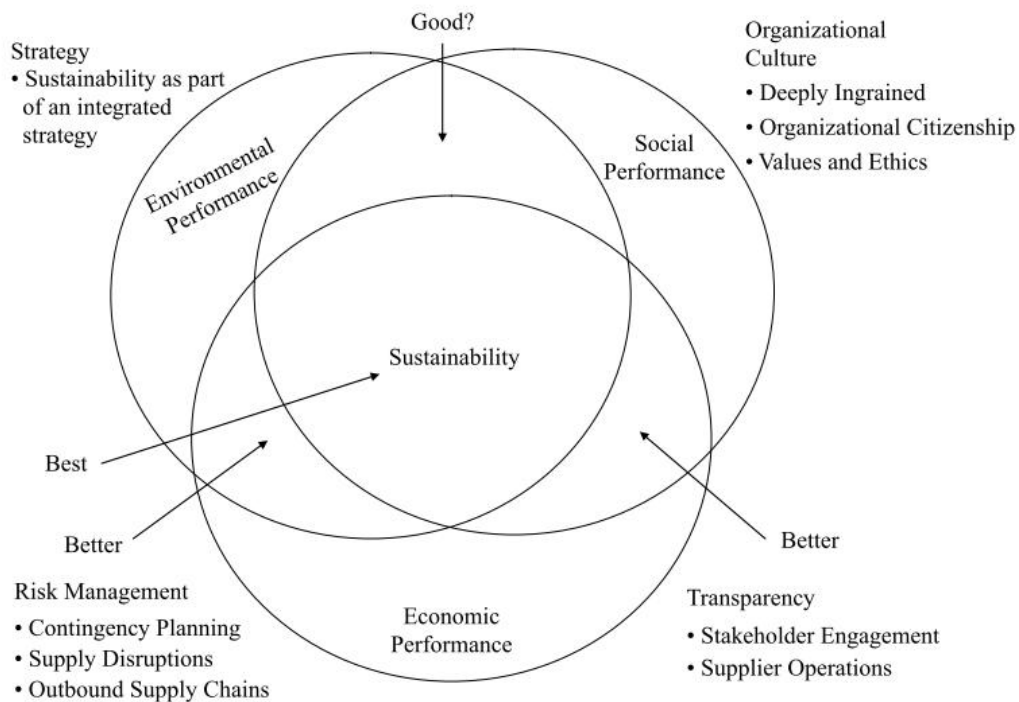 Good?
Strategy
• Sustainability as part
of an integrated
strategy
Organizational
Culture
• Deeply Ingrained
• Organizational Citizenship
• Values and Ethics
Environmental
Performance
Social
Performance
Sustainability
Best
Better
Better
Risk Management
• Contingency Planning
• Supply Disruptions
• Outbound Supply Chains
Economic
Performance
Transparency
• Stakeholder Engagement
• Supplier Operations